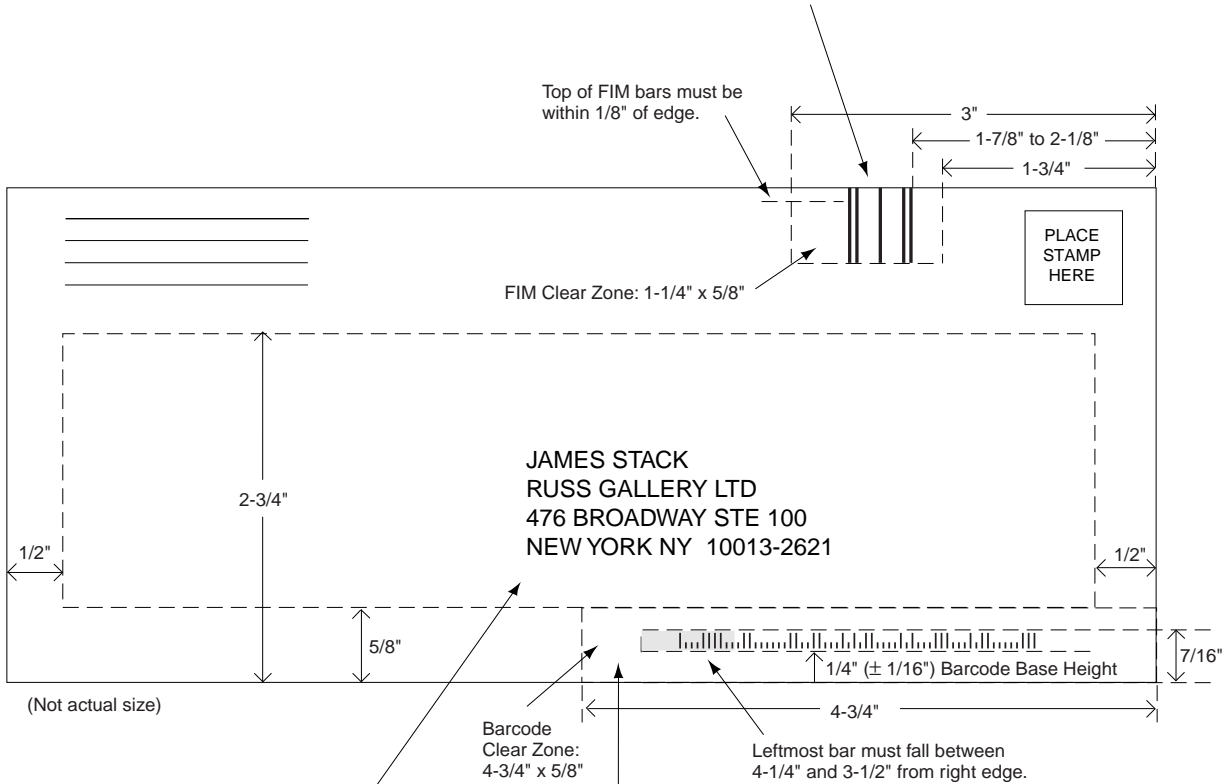 Top of FIM bars must be
within 1/8" of edge.
3"
1-7/8" to 2-1/8"
1-3/4"
PLACE
STAMP
HERE
FIM Clear Zone: 1-1/4" x 5/8"
JAMES STACK
RUSS GALLERY LTD
476 BROADWAY STE 100
NEW YORK NY 10013-2621
2-3/4"
1/2"
1/2"
5/8"
1/4" (± 1/16") Barcode Base Height
7/16"
(Not actual size)
4-3/4"
Barcode
Clear Zone:
4-3/4" x 5/8"
Leftmost bar must fall between
4-1/4" and 3-1/2" from right edge.